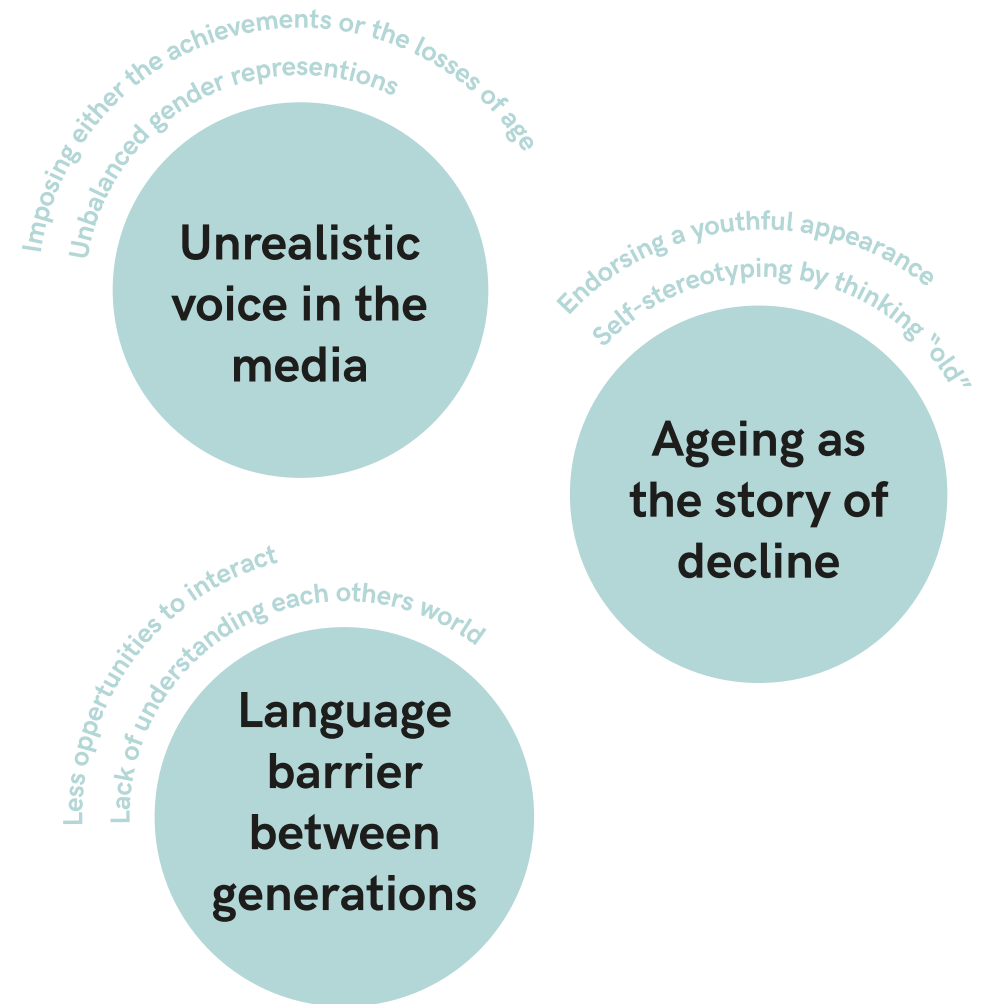 Imposing either the achievements or the losses of age
Unbalanced gender represention​s
Unrealistic
voice in the
media
Endorsing a youthful appearance
Self-stereotyping by thinking "old"
Ageing as
the story of
decline
Less oppertunities to interact
Lack of understanding each others world
Language
barrier
between
generations